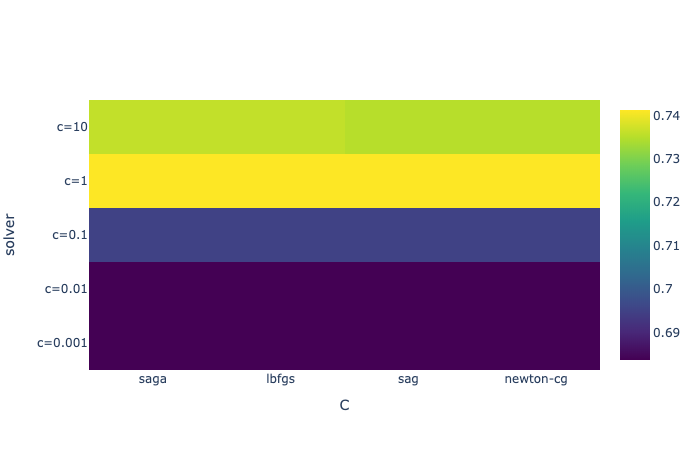 c=10
c=1
c=0.1
c=0.01
c=0.001
solver
saga lbfgs sag newton-cg
C
0.74
0.73
0.72
0.71
0.7
0.69